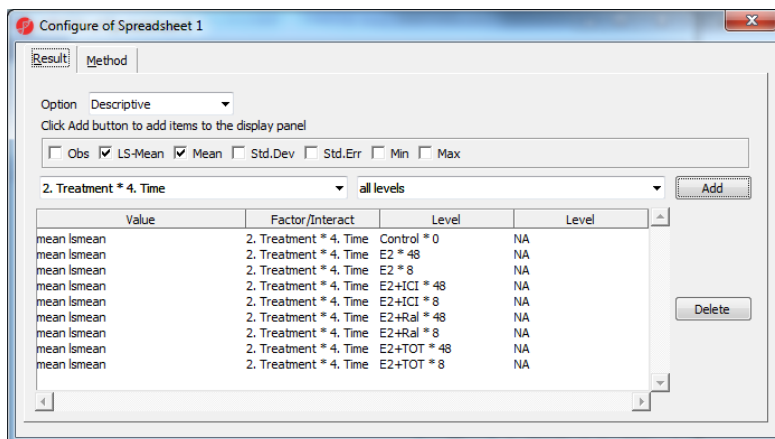 Configure of Spreadsheet 1
Result Method
Option Descriptive
Click Add button to add items to the display panel
Obs LS-Mean Mean Std.Dev Std.Err Min Max
2. Treatment * 4. Time all levels Add
Value Factor/Interact Level Level
mean lsmean 2. Treatment * 4. Time Control * 0 NA
mean lsmean 2. Treatment * 4. Time E2 * 48 NA
mean lsmean 2. Treatment * 4. Time E2 * 8 NA
mean lsmean 2. Treatment * 4. Time E2+ICI * 48 NA
mean lsmean 2. Treatment * 4. Time E2+ICI * 8 NA
mean lsmean 2. Treatment * 4. Time E2+Ral * 48 NA
mean lsmean 2. Treatment * 4. Time E2+Ral * 8 NA
mean lsmean 2. Treatment * 4. Time E2+TOT * 48 NA
mean lsmean 2. Treatment * 4. Time E2+TOT * 8 NA
Delete